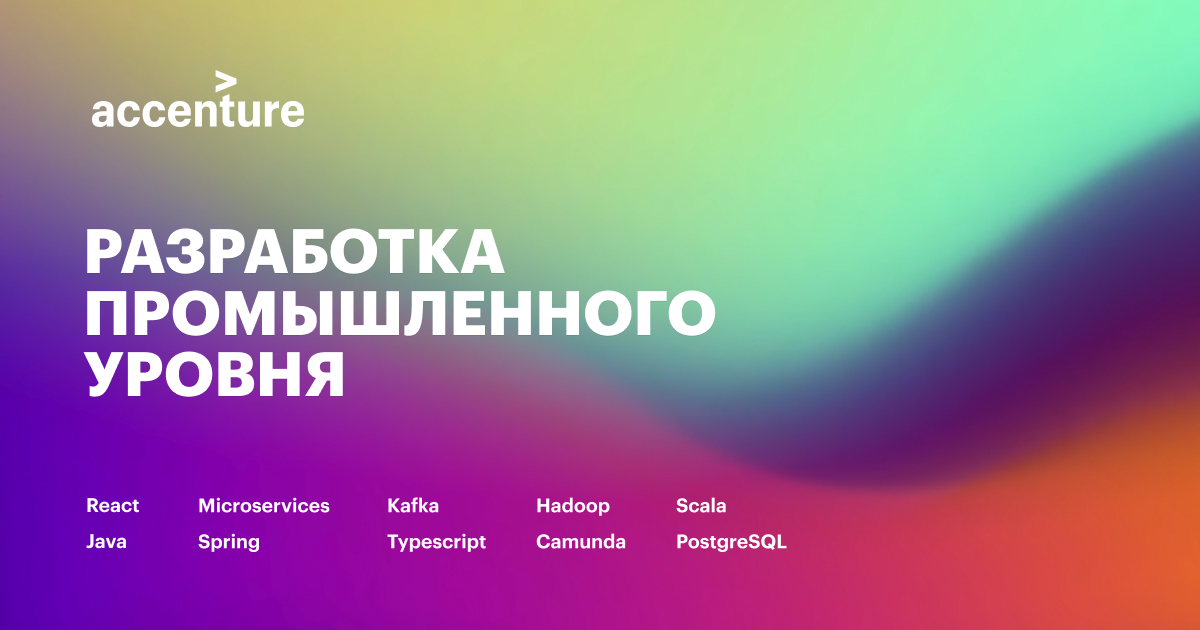 accenture
РАЗРАБОТКА
ПРОМЫШЛЕННОГО
УРОВНЯ
React Microservices Kafka Hadoop Scala
Java Spring Typescript Camunda PostgreSQL